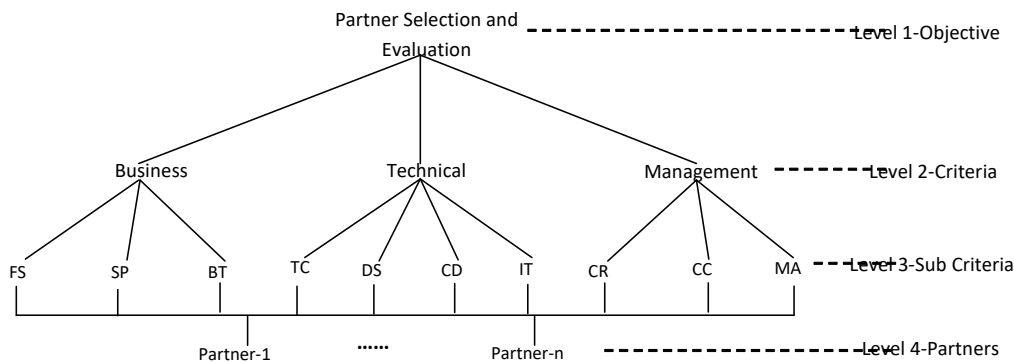 Partner Selection and
Evaluation
Level 1-Objective
Business
Technical
Management
Level 2-Criteria
FS
SP
BT
TC
DS
CD
IT
CR
CC
MA
Level 3-Sub Criteria
Partner-1
......
Partner-n
Level 4-Partners